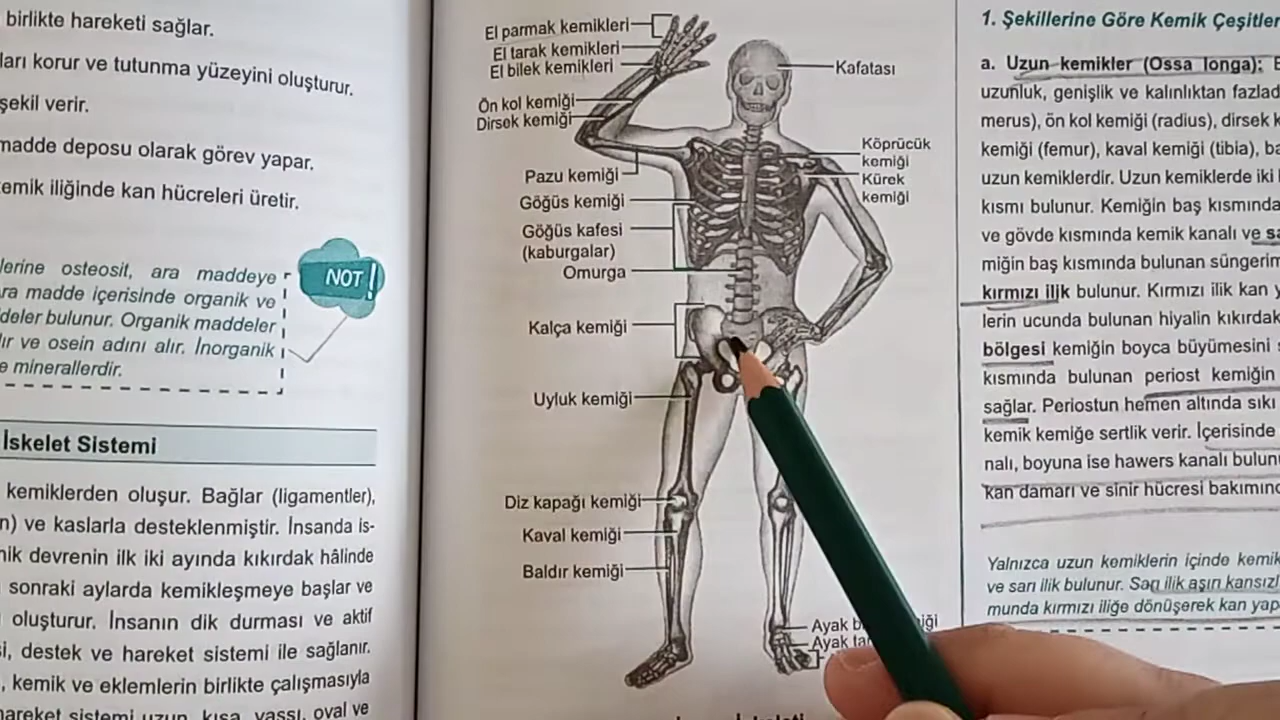 birlikte hareketi sağlar.
ları korur ve tutunma yüzeyini oluşturur.
şekil verir.
madde deposu olarak görev yapar.
emik iliğinde kan hücreleri üretir.
lerine osteosit, ara maddeye
ra madde içerisinde organik ve
deler bulunur. Organik maddeler
lır ve osein adını alır. İnorganik
e minerallerdir.
NOT !
İskelet Sistemi
kemiklerden oluşur. Bağlar (ligamentler),
n) ve kaslarla desteklenmiştir. İnsanda is-
nik devrenin ilk iki ayında kıkırdak hâlinde
sonraki aylarda kemikleşmeye başlar ve
oluşturur. İnsanın dik durması ve aktif
si, destek ve hareket sistemi ile sağlanır.
, kemik ve eklemlerin birlikte çalışmasıyla
hareket sistemi uzun, kısa, yassı, oval ve
El parmak kemikleri
El tarak kemikleri
El bilek kemikleri
Ön kol kemiği
Dirsek kemiği
Pazu kemiği
Göğüs kemiği
Göğüs kafesi
(kaburgalar)
Omurga
Kalça kemiği
Uyluk kemiği
Diz kapağı kemiği
Kaval kemiği
Baldır kemiği
Kafatası
Köprücük
kemiği
Kürek
kemiği
Ayak b
iği
Ayak ta
1. Şekillerine Göre Kemik Çeşitler
a. Uzun kemikler (Ossa longa): B
uzunluk, genişlik ve kalınlıktan fazlad
merus), ön kol kemiği (radius), dirsek k
kemiği (femur), kaval kemiği (tibia), ba
uzun kemiklerdir. Uzun kemiklerde iki
kısmı bulunur. Kemiğin baş kısmında
ve gövde kısmında kemik kanalı ve sa
miğin baş kısmında bulunan süngerim
kırmızı ilik bulunur. Kırmızı ilik kan y
lerin ucunda bulunan hiyalin kıkırdak
bölgesi kemiğin boyca büyümesini s
kısmında bulunan periost kemiğin
sağlar. Periostun hemen altında sıkı
kemik kemiğe sertlik verir. İçerisinde
nalı, boyuna ise hawers kanalı bulunu
kan damarı ve sinir hücresi bakımınd
Yalnızca uzun kemiklerin içinde kemik
ve sarı ilik bulunur. Sarı ilik aşırı kansızl
munda kırmızı iliğe dönüşerek kan yap